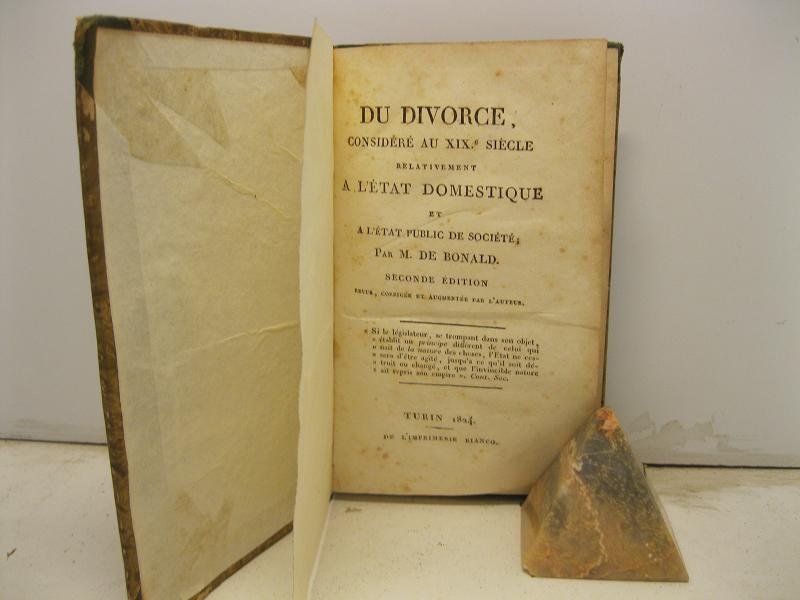 DU DIVORCE,
CONSIDÉRÉ AU XIX.e SIÈCLE
RELATIVEMENT
A L'ÉTAT DOMESTIQUE
ET
A L'ÉTAT PUBLIC DE SOCIÉTÉ;
PAR M. DE BONALD.
SECONDE ÉDITION
REVUE, CORRIGÉE ET AUGMENTÉE PAR L'AUTEUR.
« Si le législateur, se trompant dans son objet,
» établit un principe différent de celui qui
» nait de la nature des choses, l'Etat ne ces-
» sera d'être agité, jusqu'à ce qu'il soit dé-
» truit ou changé, et que l'invincible nature
» ait repris son empire ». Cont. Soc.
TURIN 1824.
DE L'IMPRIMERIE BIANCO.